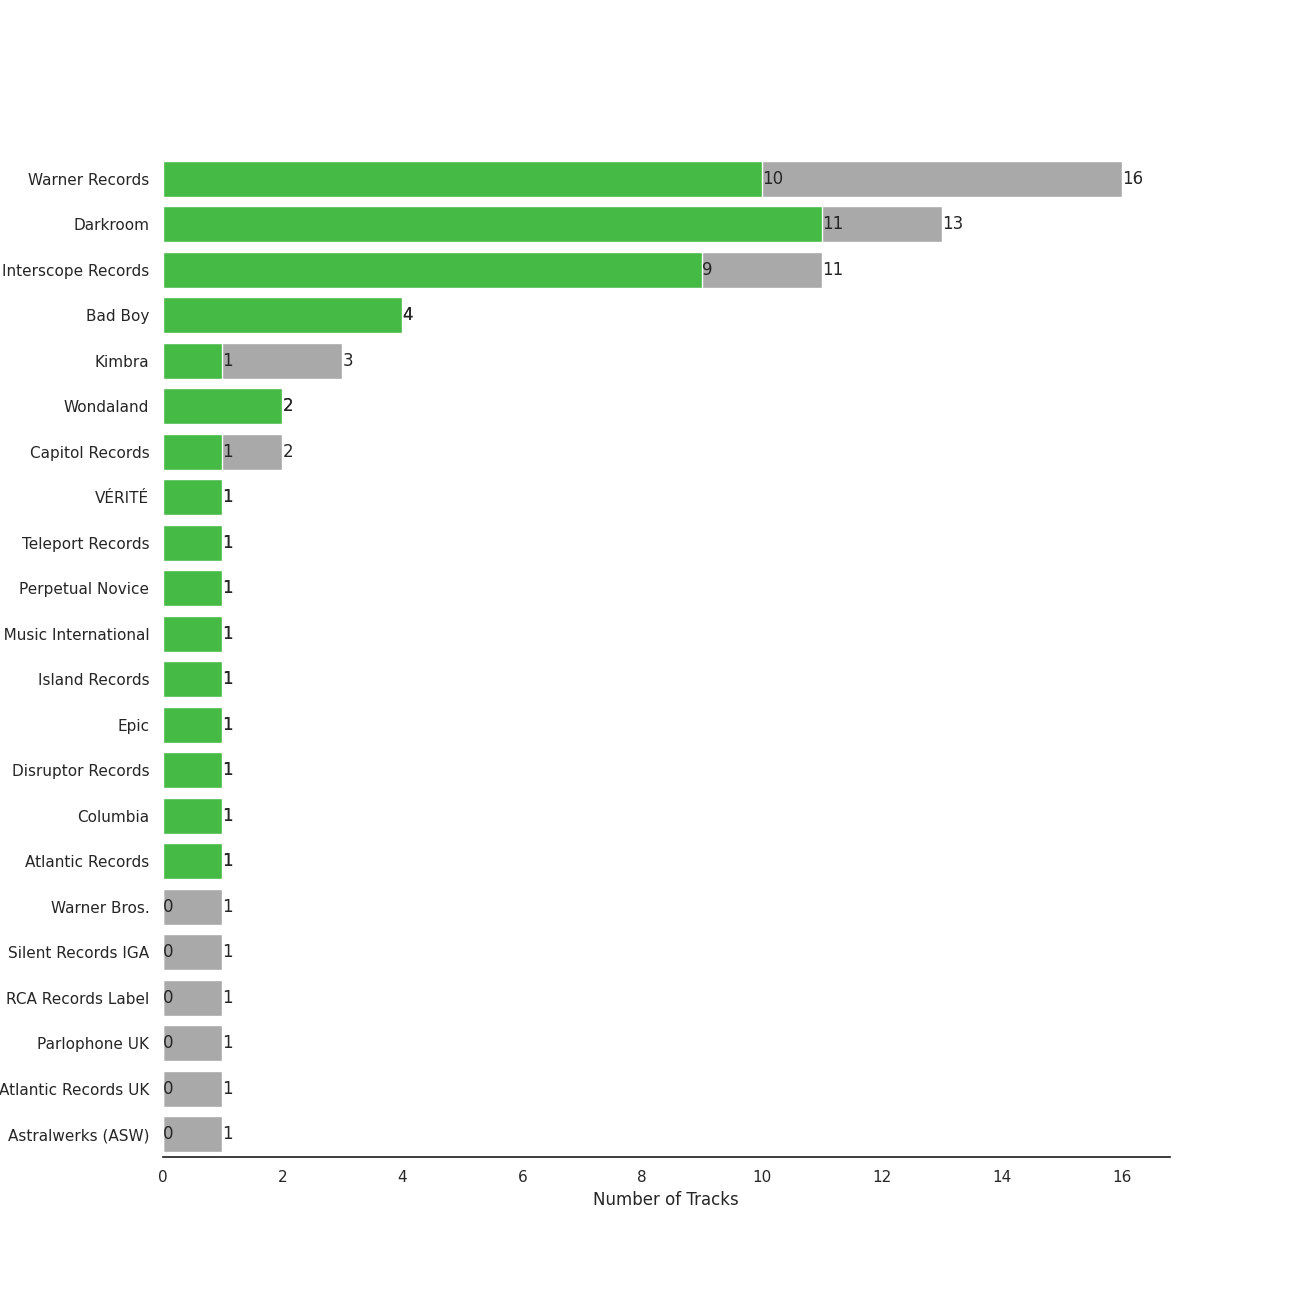 Warner Records 10 16
Darkroom 11 13
Interscope Records 9 11
Bad Boy 4
Kimbra 1 3
Wondaland 2
Capitol Records 1 2
VÉRITÉ 1
Teleport Records 1
Perpetual Novice 1
Music International 1
Island Records 1
Epic 1
Disruptor Records 1
Columbia 1
Atlantic Records 1
Warner Bros. 0 1
Silent Records IGA 0 1
RCA Records Label 0 1
Parlophone UK 0 1
Atlantic Records UK 0 1
Astralwerks (ASW) 0 1
0 2 4 6 8 10 12 14 16
Number of Tracks